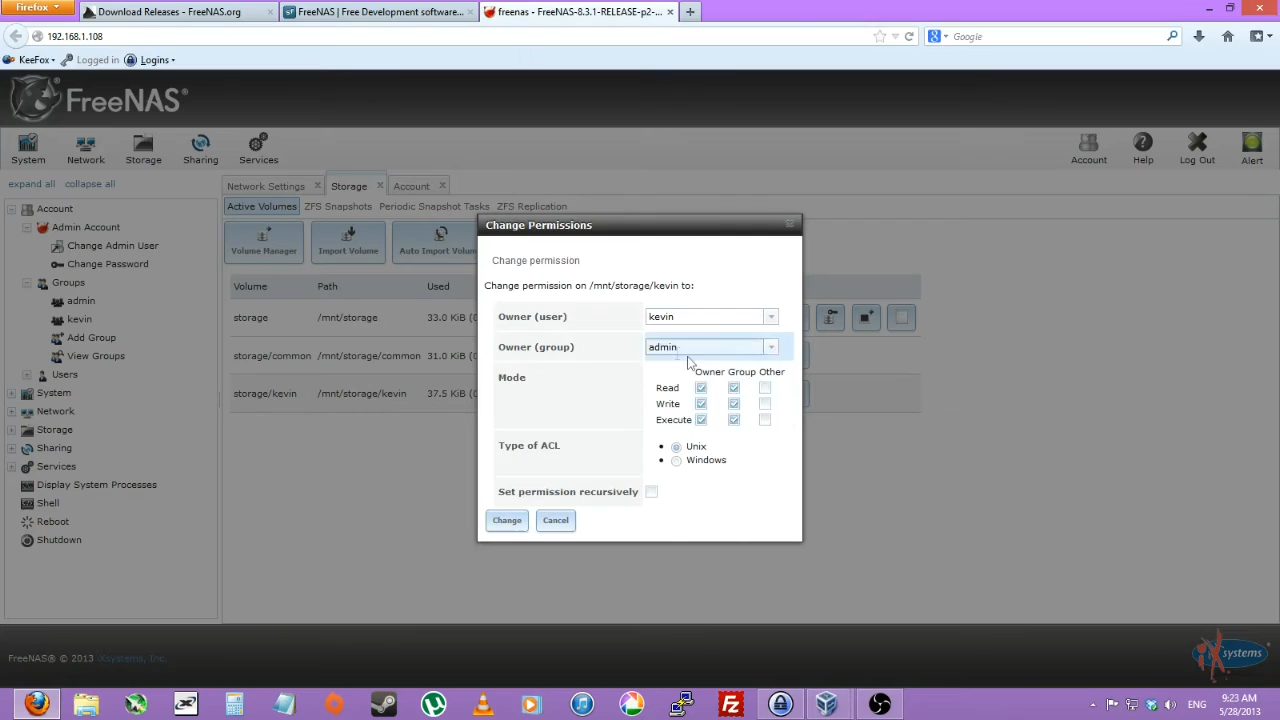 Firefox
Download Releases - FreeNAS.org
FreeNAS | Free Development software...
freenas - FreeNAS-8.3.1-RELEASE-p2-...
192.168.1.108
Google
KeeFox
Logged in
Logins
FreeNAS®
System
Network
Storage
Sharing
Services
Account
Help
Log Out
Alert
expand all
collapse all
Network Settings
Storage
Account
Account
Admin Account
Change Admin User
Change Password
Groups
admin
kevin
Add Group
View Groups
Users
System
Network
Storage
Sharing
Services
Display System Processes
Shell
Reboot
Shutdown
Active Volumes
ZFS Snapshots
Periodic Snapshot Tasks
ZFS Replication
Volume Manager
Import Volume
Auto Import Volum
Volume
Path
Used
storage
/mnt/storage
33.0 KiB (
storage/common
/mnt/storage/common
31.0 KiB (
storage/kevin
/mnt/storage/kevin
37.5 KiB (
Change Permissions
Change permission
Change permission on /mnt/storage/kevin to:
Owner (user)
kevin
Owner (group)
admin
Mode
Owner Group Other
Read
Write
Execute
Type of ACL
Unix
Windows
Set permission recursively
Change
Cancel
FreeNAS® © 2013 iXsystems, Inc.
iXsystems
ENG
9:23 AM
5/28/2013